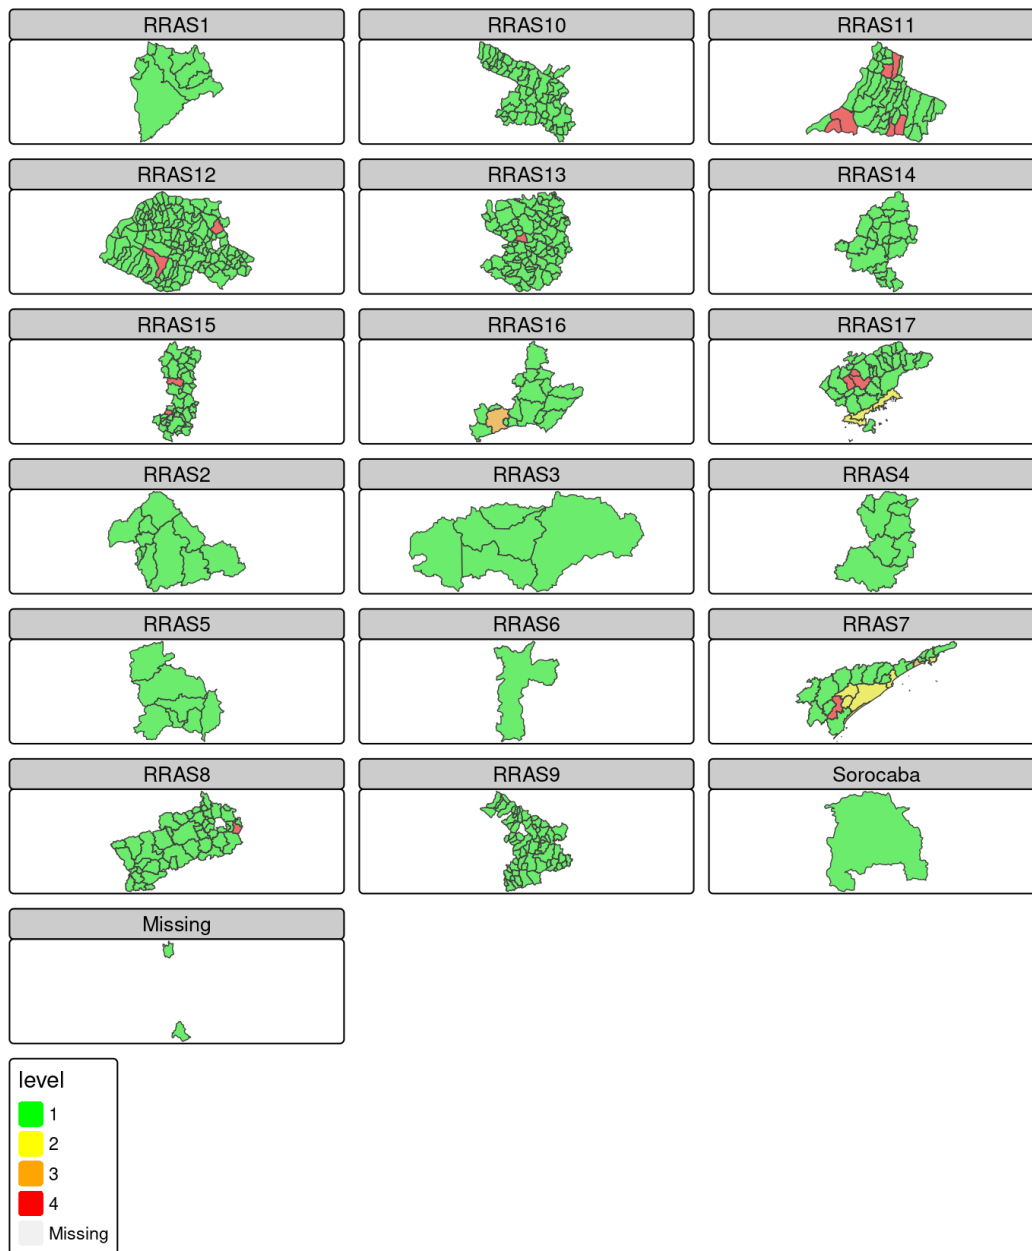 RRAS1
RRAS10
RRAS11
RRAS12
RRAS13
RRAS14
RRAS15
RRAS16
RRAS17
RRAS2
RRAS3
RRAS4
RRAS5
RRAS6
RRAS7
RRAS8
RRAS9
Sorocaba
Missing
level
1
2
3
4
Missing